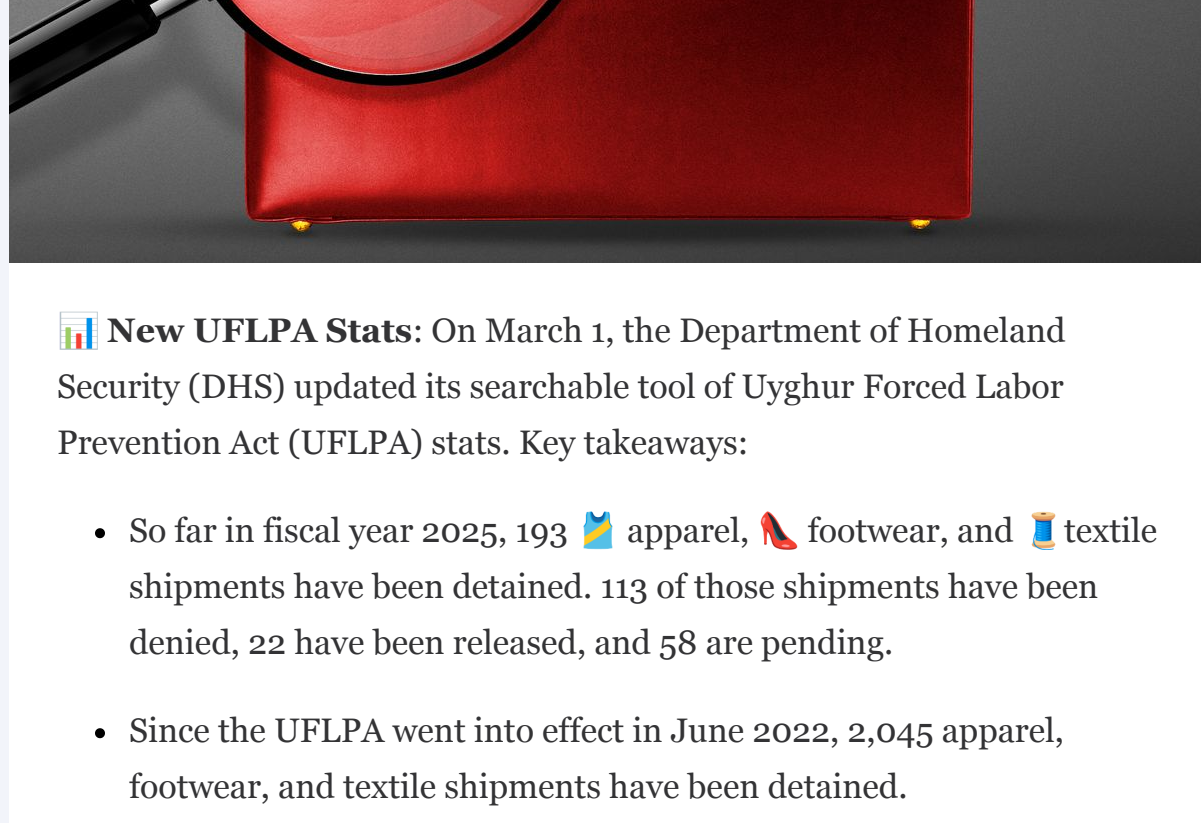 📊 New UFLPA Stats: On March 1, the Department of Homeland
Security (DHS) updated its searchable tool of Uyghur Forced Labor
Prevention Act (UFLPA) stats. Key takeaways:
• So far in fiscal year 2025, 193 🎽 apparel, 👠 footwear, and 🧵 textile
shipments have been detained. 113 of those shipments have been
denied, 22 have been released, and 58 are pending.
• Since the UFLPA went into effect in June 2022, 2,045 apparel,
footwear, and textile shipments have been detained.